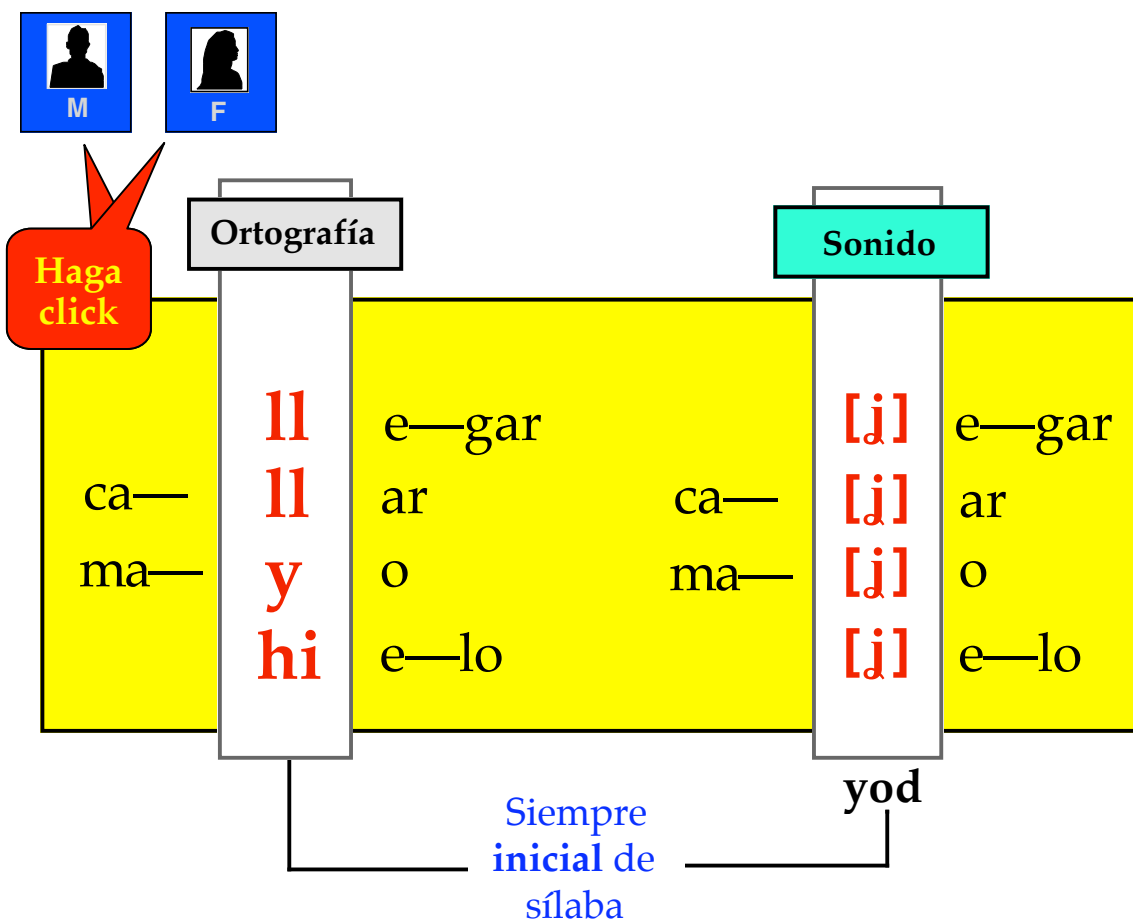 M F
Ortografía Sonido
Haga
click
ll e—gar [ʝ] e—gar
ca— ll ar ca— [ʝ] ar
ma— y o ma— [ʝ] o
hi e—lo [ʝ] e—lo
yod
Siempre
inicial de
sílaba